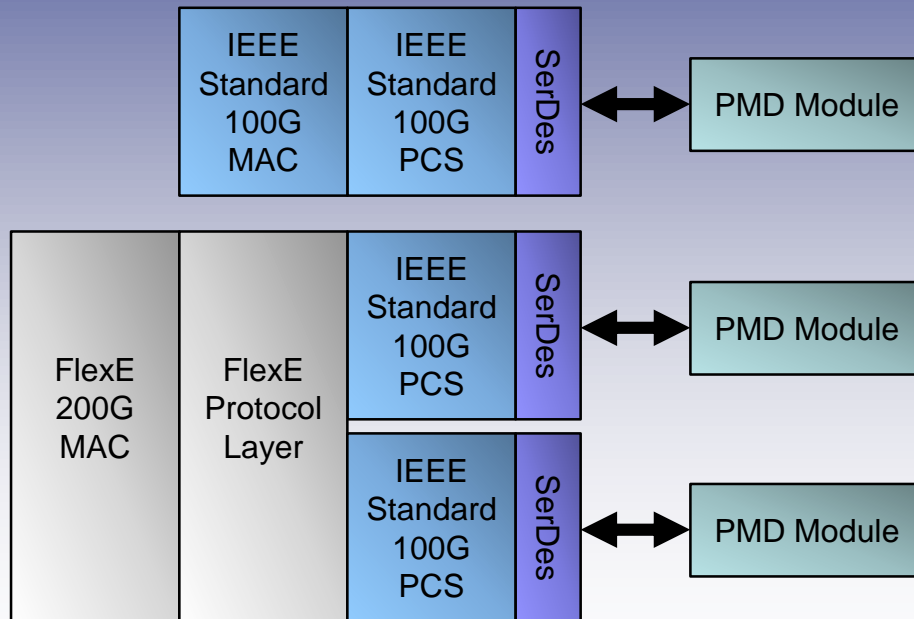 IEEE
Standard
100G
MAC
IEEE
Standard
100G
PCS
SerDes
PMD Module
FlexE
200G
MAC
FlexE
Protocol
Layer
IEEE
Standard
100G
PCS
SerDes
PMD Module
IEEE
Standard
100G
PCS
SerDes
PMD Module